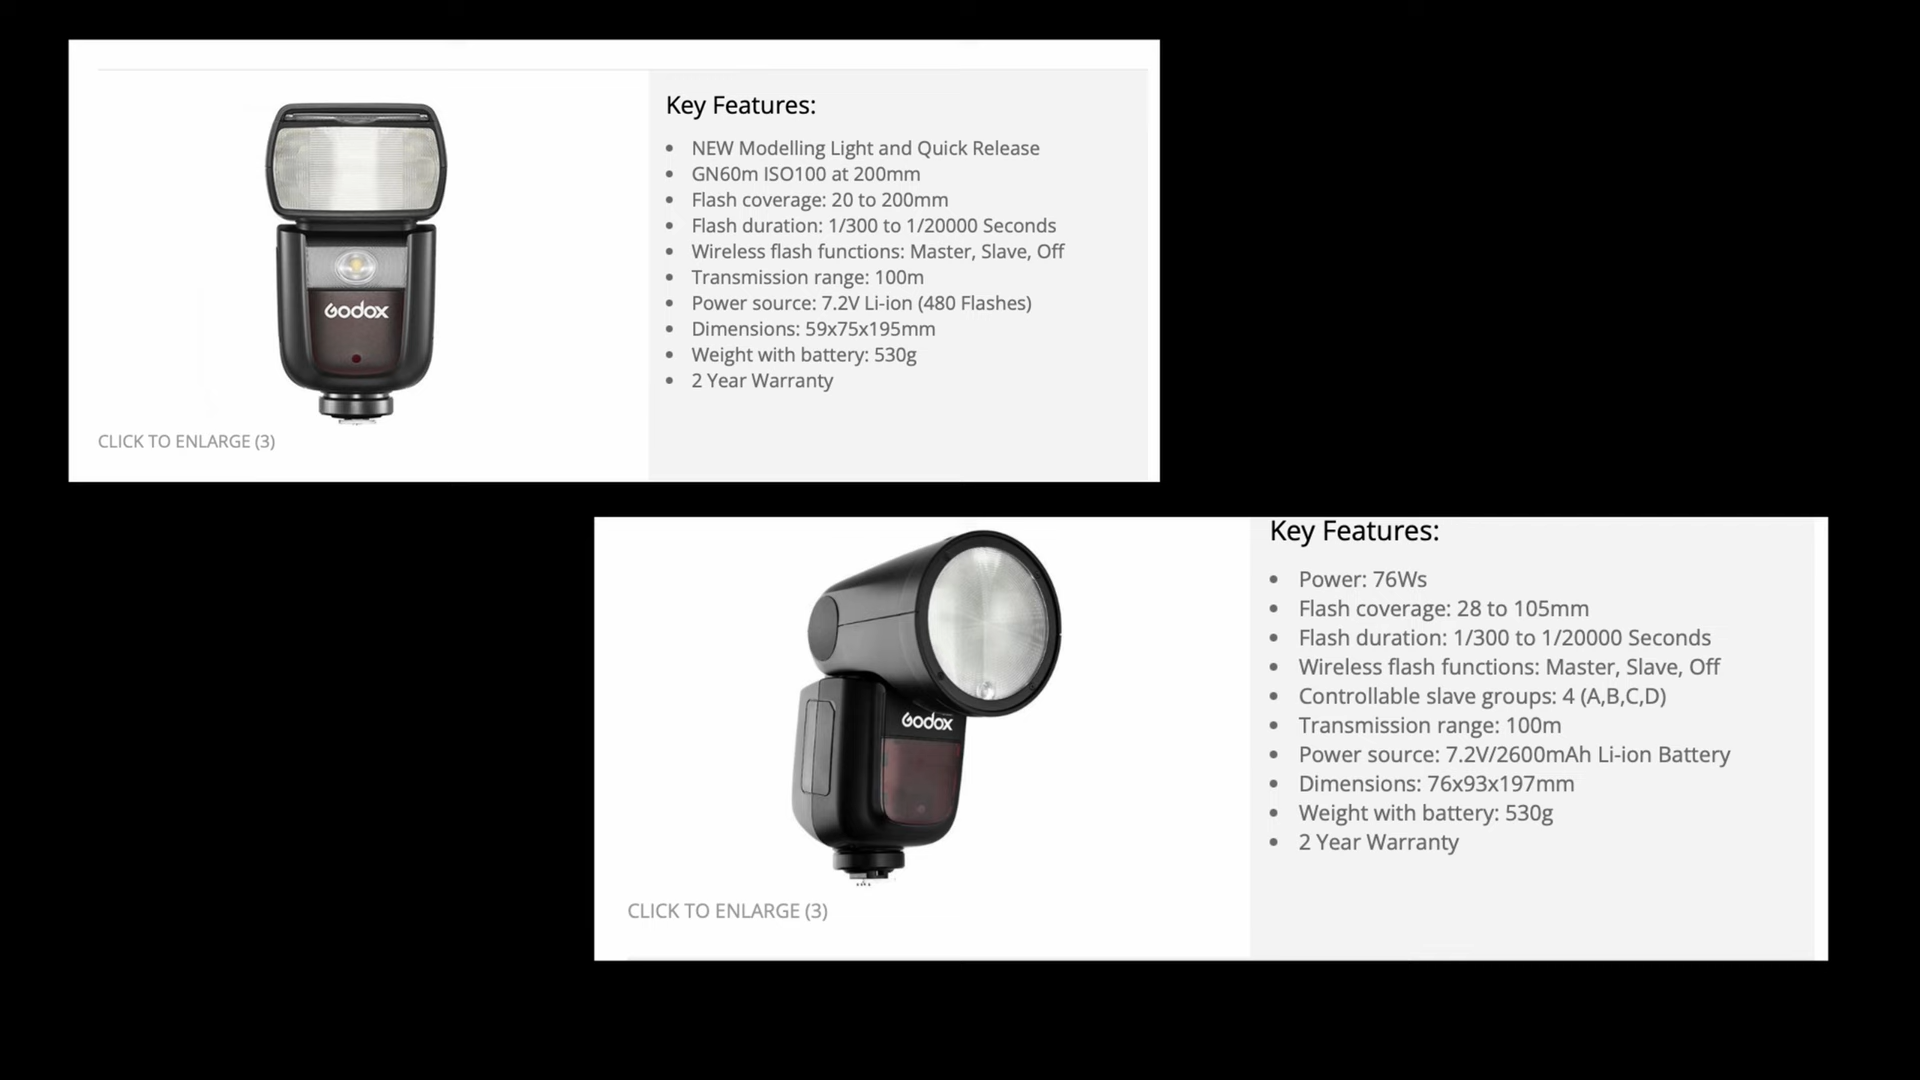 Key Features:
NEW Modelling Light and Quick Release
GN60m ISO100 at 200mm
Flash coverage: 20 to 200mm
Flash duration: 1/300 to 1/20000 Seconds
Wireless flash functions: Master, Slave, Off
Transmission range: 100m
Power source: 7.2V Li-ion (480 Flashes)
Dimensions: 59x75x195mm
Weight with battery: 530g
2 Year Warranty
Godox
CLICK TO ENLARGE (3)
Key Features:
Power: 76Ws
Flash coverage: 28 to 105mm
Flash duration: 1/300 to 1/20000 Seconds
Wireless flash functions: Master, Slave, Off
Controllable slave groups: 4 (A,B,C,D)
Transmission range: 100m
Power source: 7.2V/2600mAh Li-ion Battery
Dimensions: 76x93x197mm
Weight with battery: 530g
2 Year Warranty
Godox
CLICK TO ENLARGE (3)